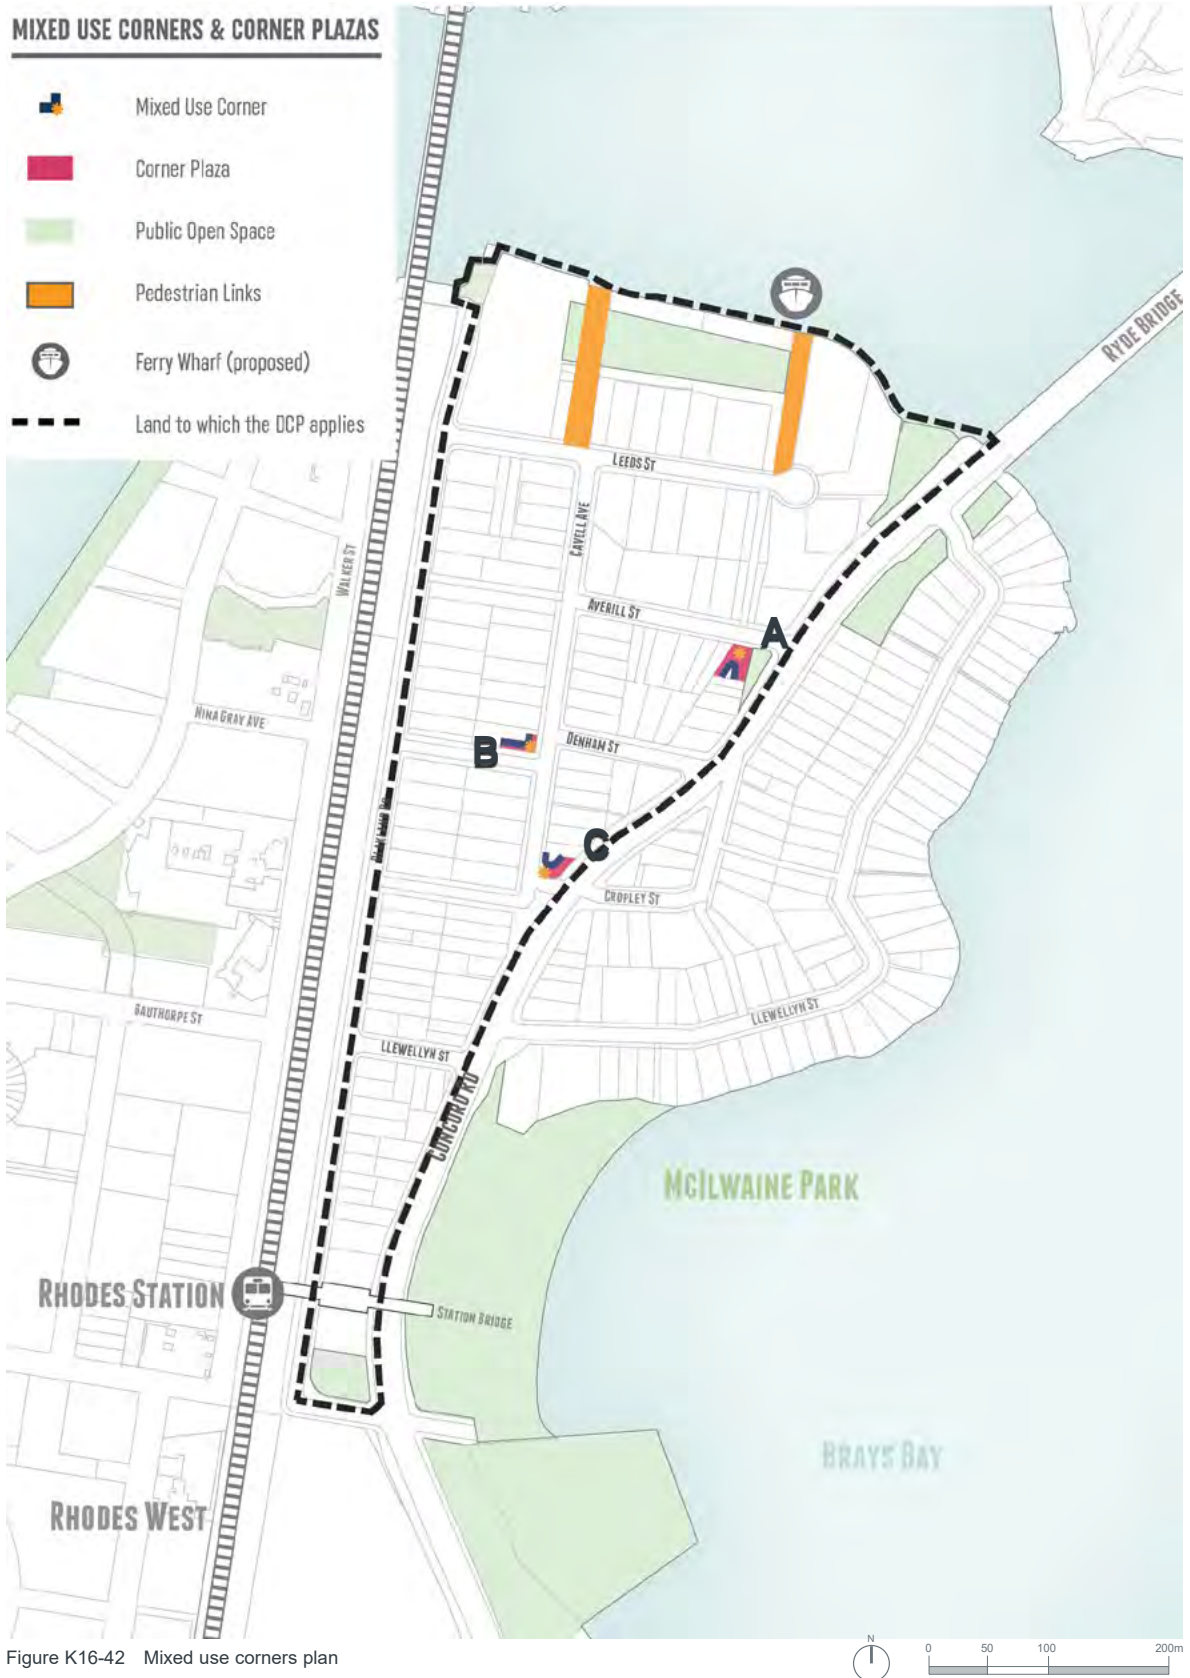 MIXED USE CORNERS & CORNER PLAZAS
Mixed Use Corner
Corner Plaza
Public Open Space
Pedestrian Links
Ferry Wharf (proposed)
Land to which the DCP applies
RYDE BRIDGE
LEEDS ST
CAVELL AVE
WALKER ST
AVERILL ST
A
NINA GRAY AVE
DENHAM ST
B
C
CROPLEY ST
GAUTHORPE ST
LLEWELLYN ST
LLEWELLYN ST
CONCORD RD
MCILWAINE PARK
RHODES STATION
STATION BRIDGE
BRAYS BAY
RHODES WEST
Figure K16-42 Mixed use corners plan
N
0 50 100 200m